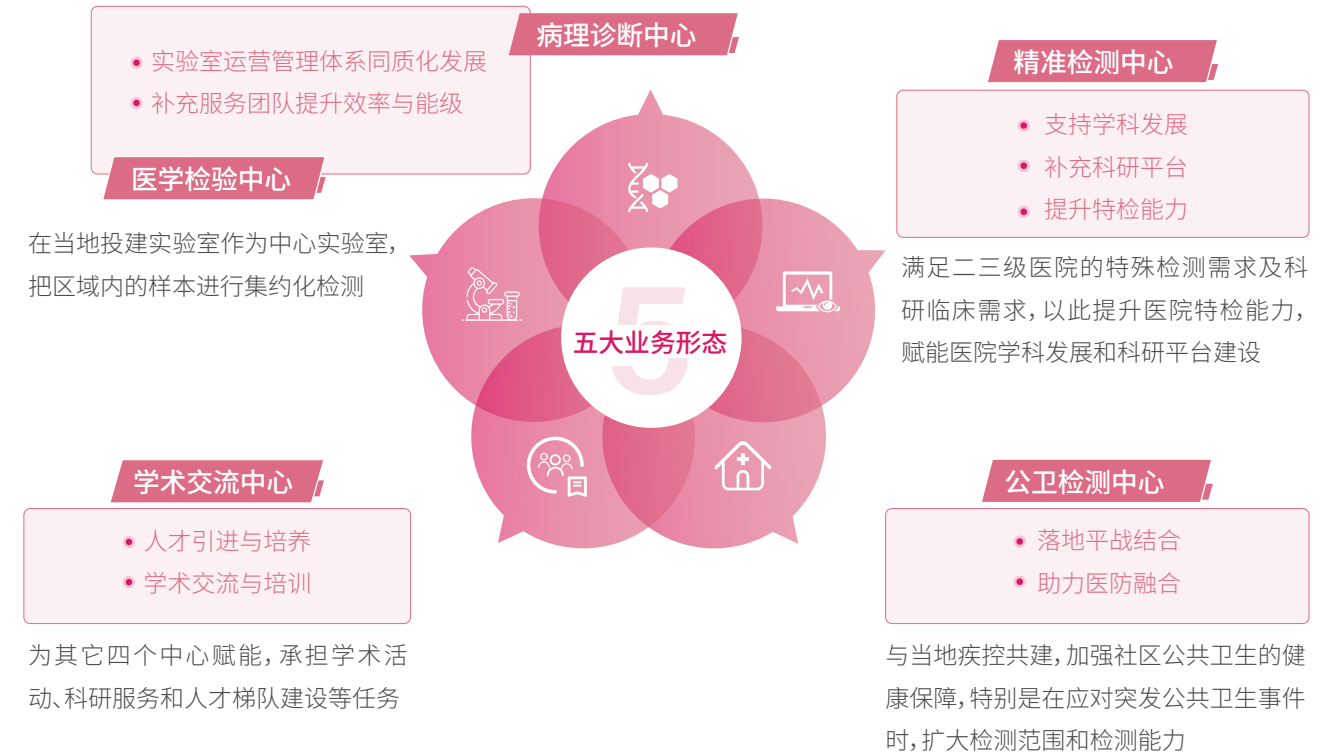 病理诊断中心
实验室运营管理体系同质化发展
补充服务团队提升效率与能级
医学检验中心
在当地投建实验室作为中心实验室，
把区域内的样本进行集约化检测
精准检测中心
支持学科发展
补充科研平台
提升特检能力
满足二三级医院的特殊检测需求及科
研临床需求，以此提升医院特检能力，
赋能医院学科发展和科研平台建设
5
五大业务形态
学术交流中心
人才引进与培养
学术交流与培训
为其它四个中心赋能，承担学术活
动、科研服务和人才梯队建设等任务
公卫检测中心
落地平战结合
助力医防融合
与当地疾控共建，加强社区公共卫生的健
康保障，特别是在应对突发公共卫生事件
时，扩大检测范围和检测能力